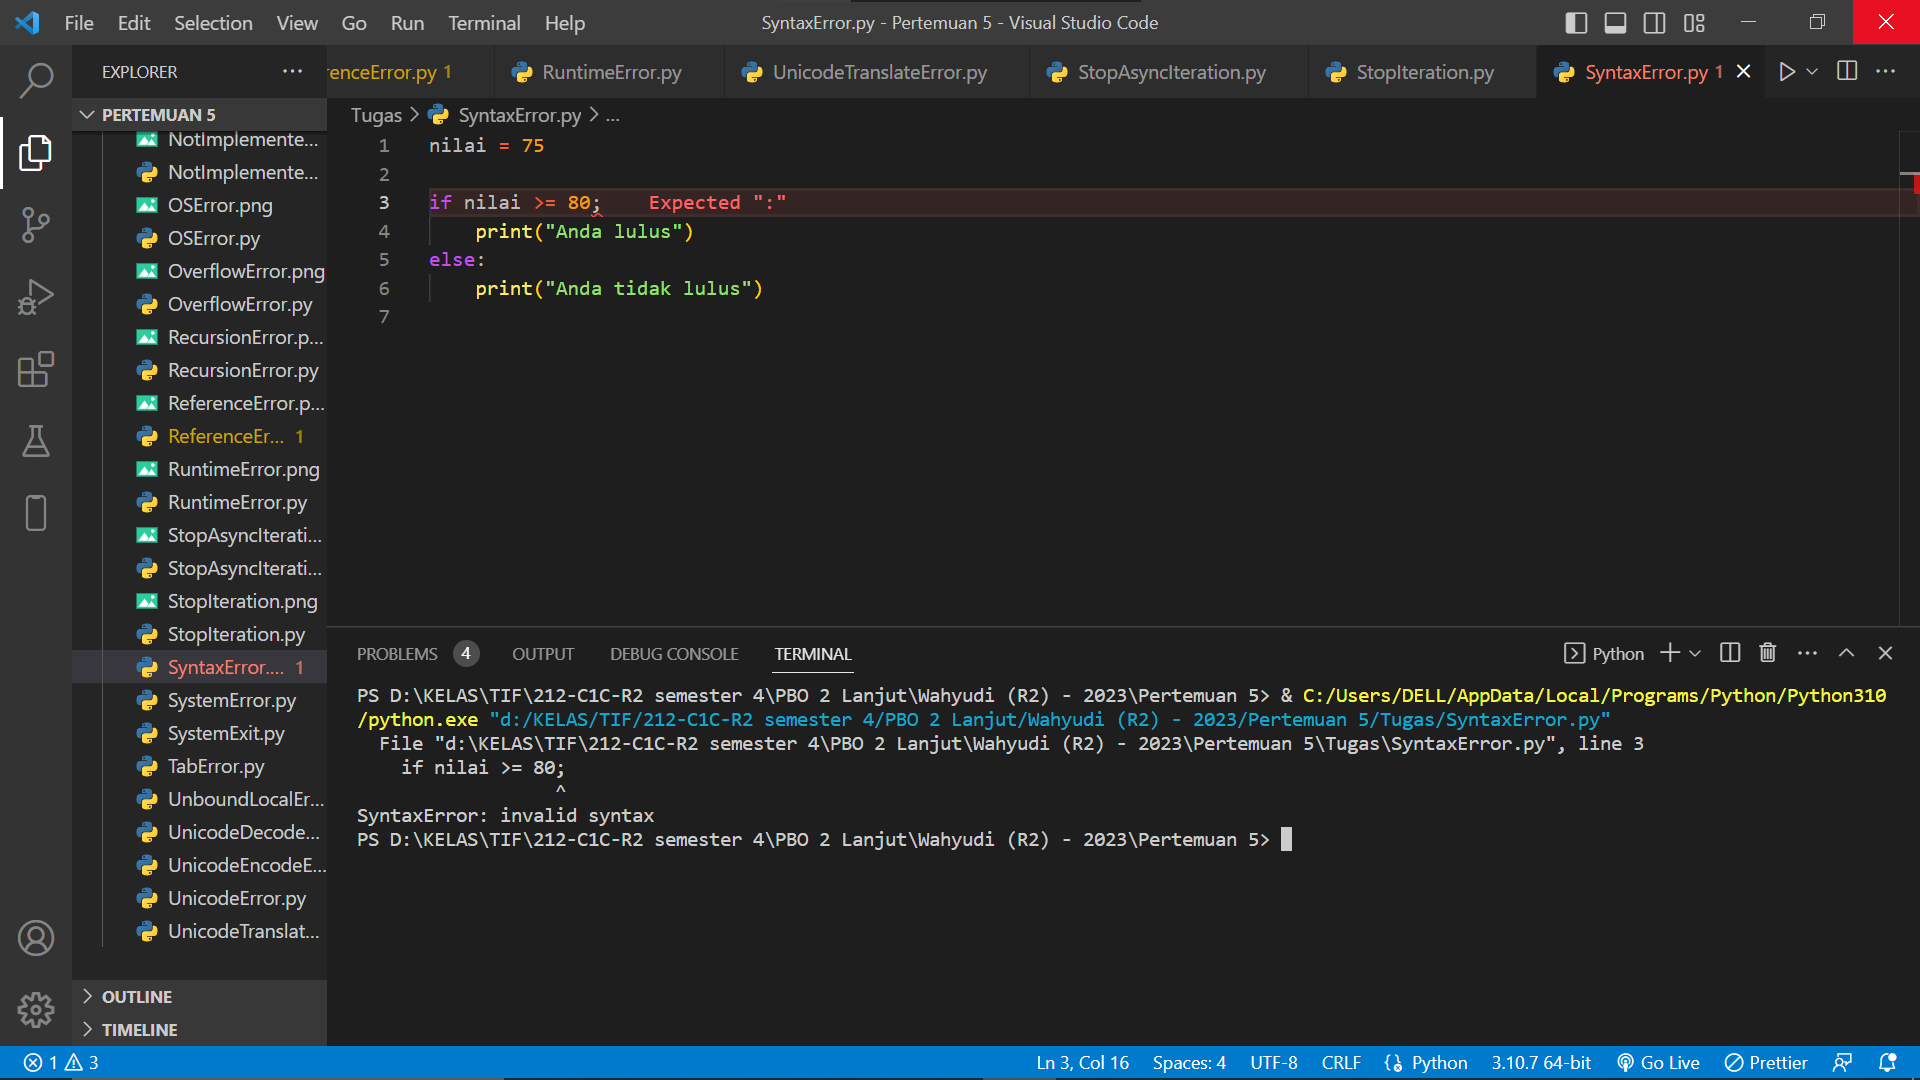 File Edit Selection View Go Run Terminal Help SyntaxError.py - Pertemuan 5 - Visual Studio Code
EXPLORER
renceError.py 1 RuntimeError.py UnicodeTranslateError.py StopAsyncIteration.py StopIteration.py SyntaxError.py 1
PERTEMUAN 5
NotImplemente...
NotImplemente...
OSError.png
OSError.py
OverflowError.png
OverflowError.py
RecursionError.p...
RecursionError.py
ReferenceError.p...
ReferenceEr... 1
RuntimeError.png
RuntimeError.py
StopAsyncIterati...
StopAsyncIterati...
StopIteration.png
StopIteration.py
SyntaxError.... 1
SystemError.py
SystemExit.py
TabError.py
UnboundLocalEr...
UnicodeDecode...
UnicodeEncodeE...
UnicodeError.py
UnicodeTranslat...
OUTLINE
TIMELINE
Tugas > SyntaxError.py > ...
1 nilai = 75
2
3 if nilai >= 80; Expected ":"
4 print("Anda lulus")
5 else:
6 print("Anda tidak lulus")
7
PROBLEMS 4 OUTPUT DEBUG CONSOLE TERMINAL Python
PS D:\KELAS\TIF\212-C1C-R2 semester 4\PBO 2 Lanjut\Wahyudi (R2) - 2023\Pertemuan 5> & C:/Users/DELL/AppData/Local/Programs/Python/Python310
/python.exe "d:/KELAS/TIF/212-C1C-R2 semester 4/PBO 2 Lanjut/Wahyudi (R2) - 2023/Pertemuan 5/Tugas/SyntaxError.py"
File "d:\KELAS\TIF\212-C1C-R2 semester 4\PBO 2 Lanjut\Wahyudi (R2) - 2023\Pertemuan 5\Tugas\SyntaxError.py", line 3
if nilai >= 80;
^
SyntaxError: invalid syntax
PS D:\KELAS\TIF\212-C1C-R2 semester 4\PBO 2 Lanjut\Wahyudi (R2) - 2023\Pertemuan 5>
1 3 Ln 3, Col 16 Spaces: 4 UTF-8 CRLF Python 3.10.7 64-bit Go Live Prettier